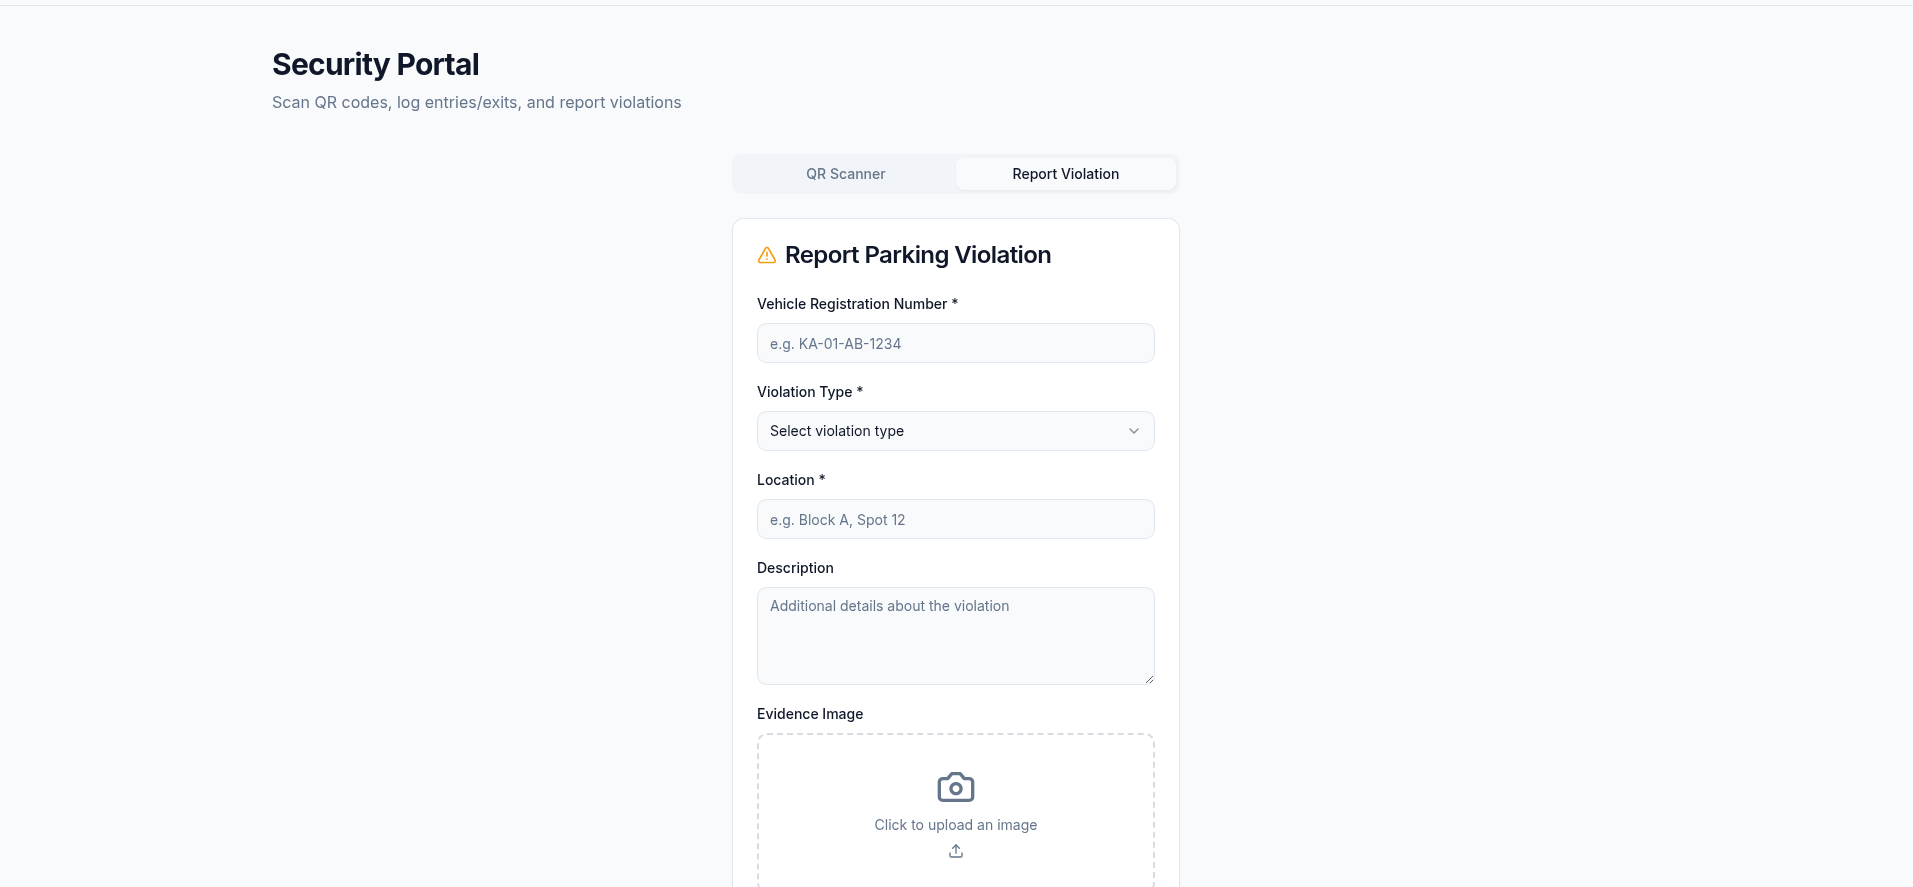 Security Portal
Scan QR codes, log entries/exits, and report violations
QR Scanner
Report Violation
Report Parking Violation
Vehicle Registration Number *
e.g. KA-01-AB-1234
Violation Type *
Select violation type
Location *
e.g. Block A, Spot 12
Description
Additional details about the violation
Evidence Image
Click to upload an image